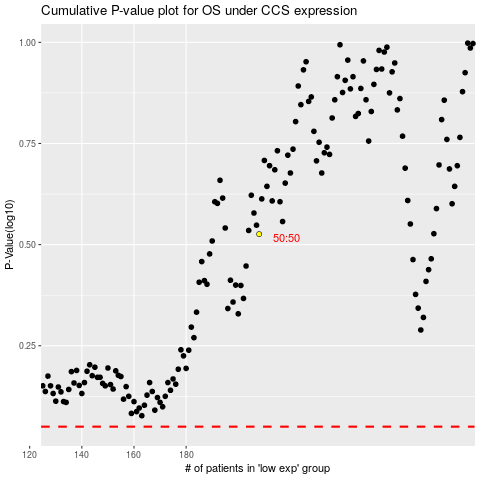 Cumulative P-value plot for OS under CCS expression
1.00
0.75
0.50
0.25
P-Value(log10)
50:50
120 140 160 180
# of patients in 'low exp' group